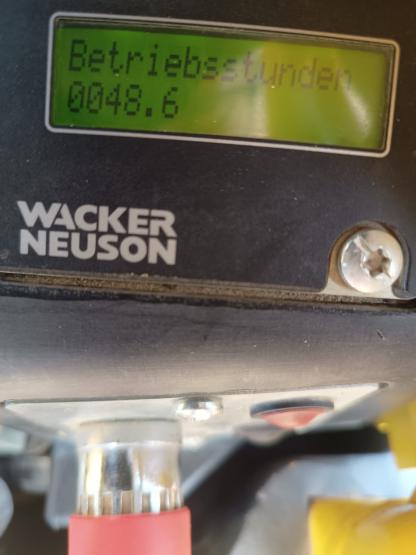 Betriebsstunden
0048.6
WACKER
NEUSON